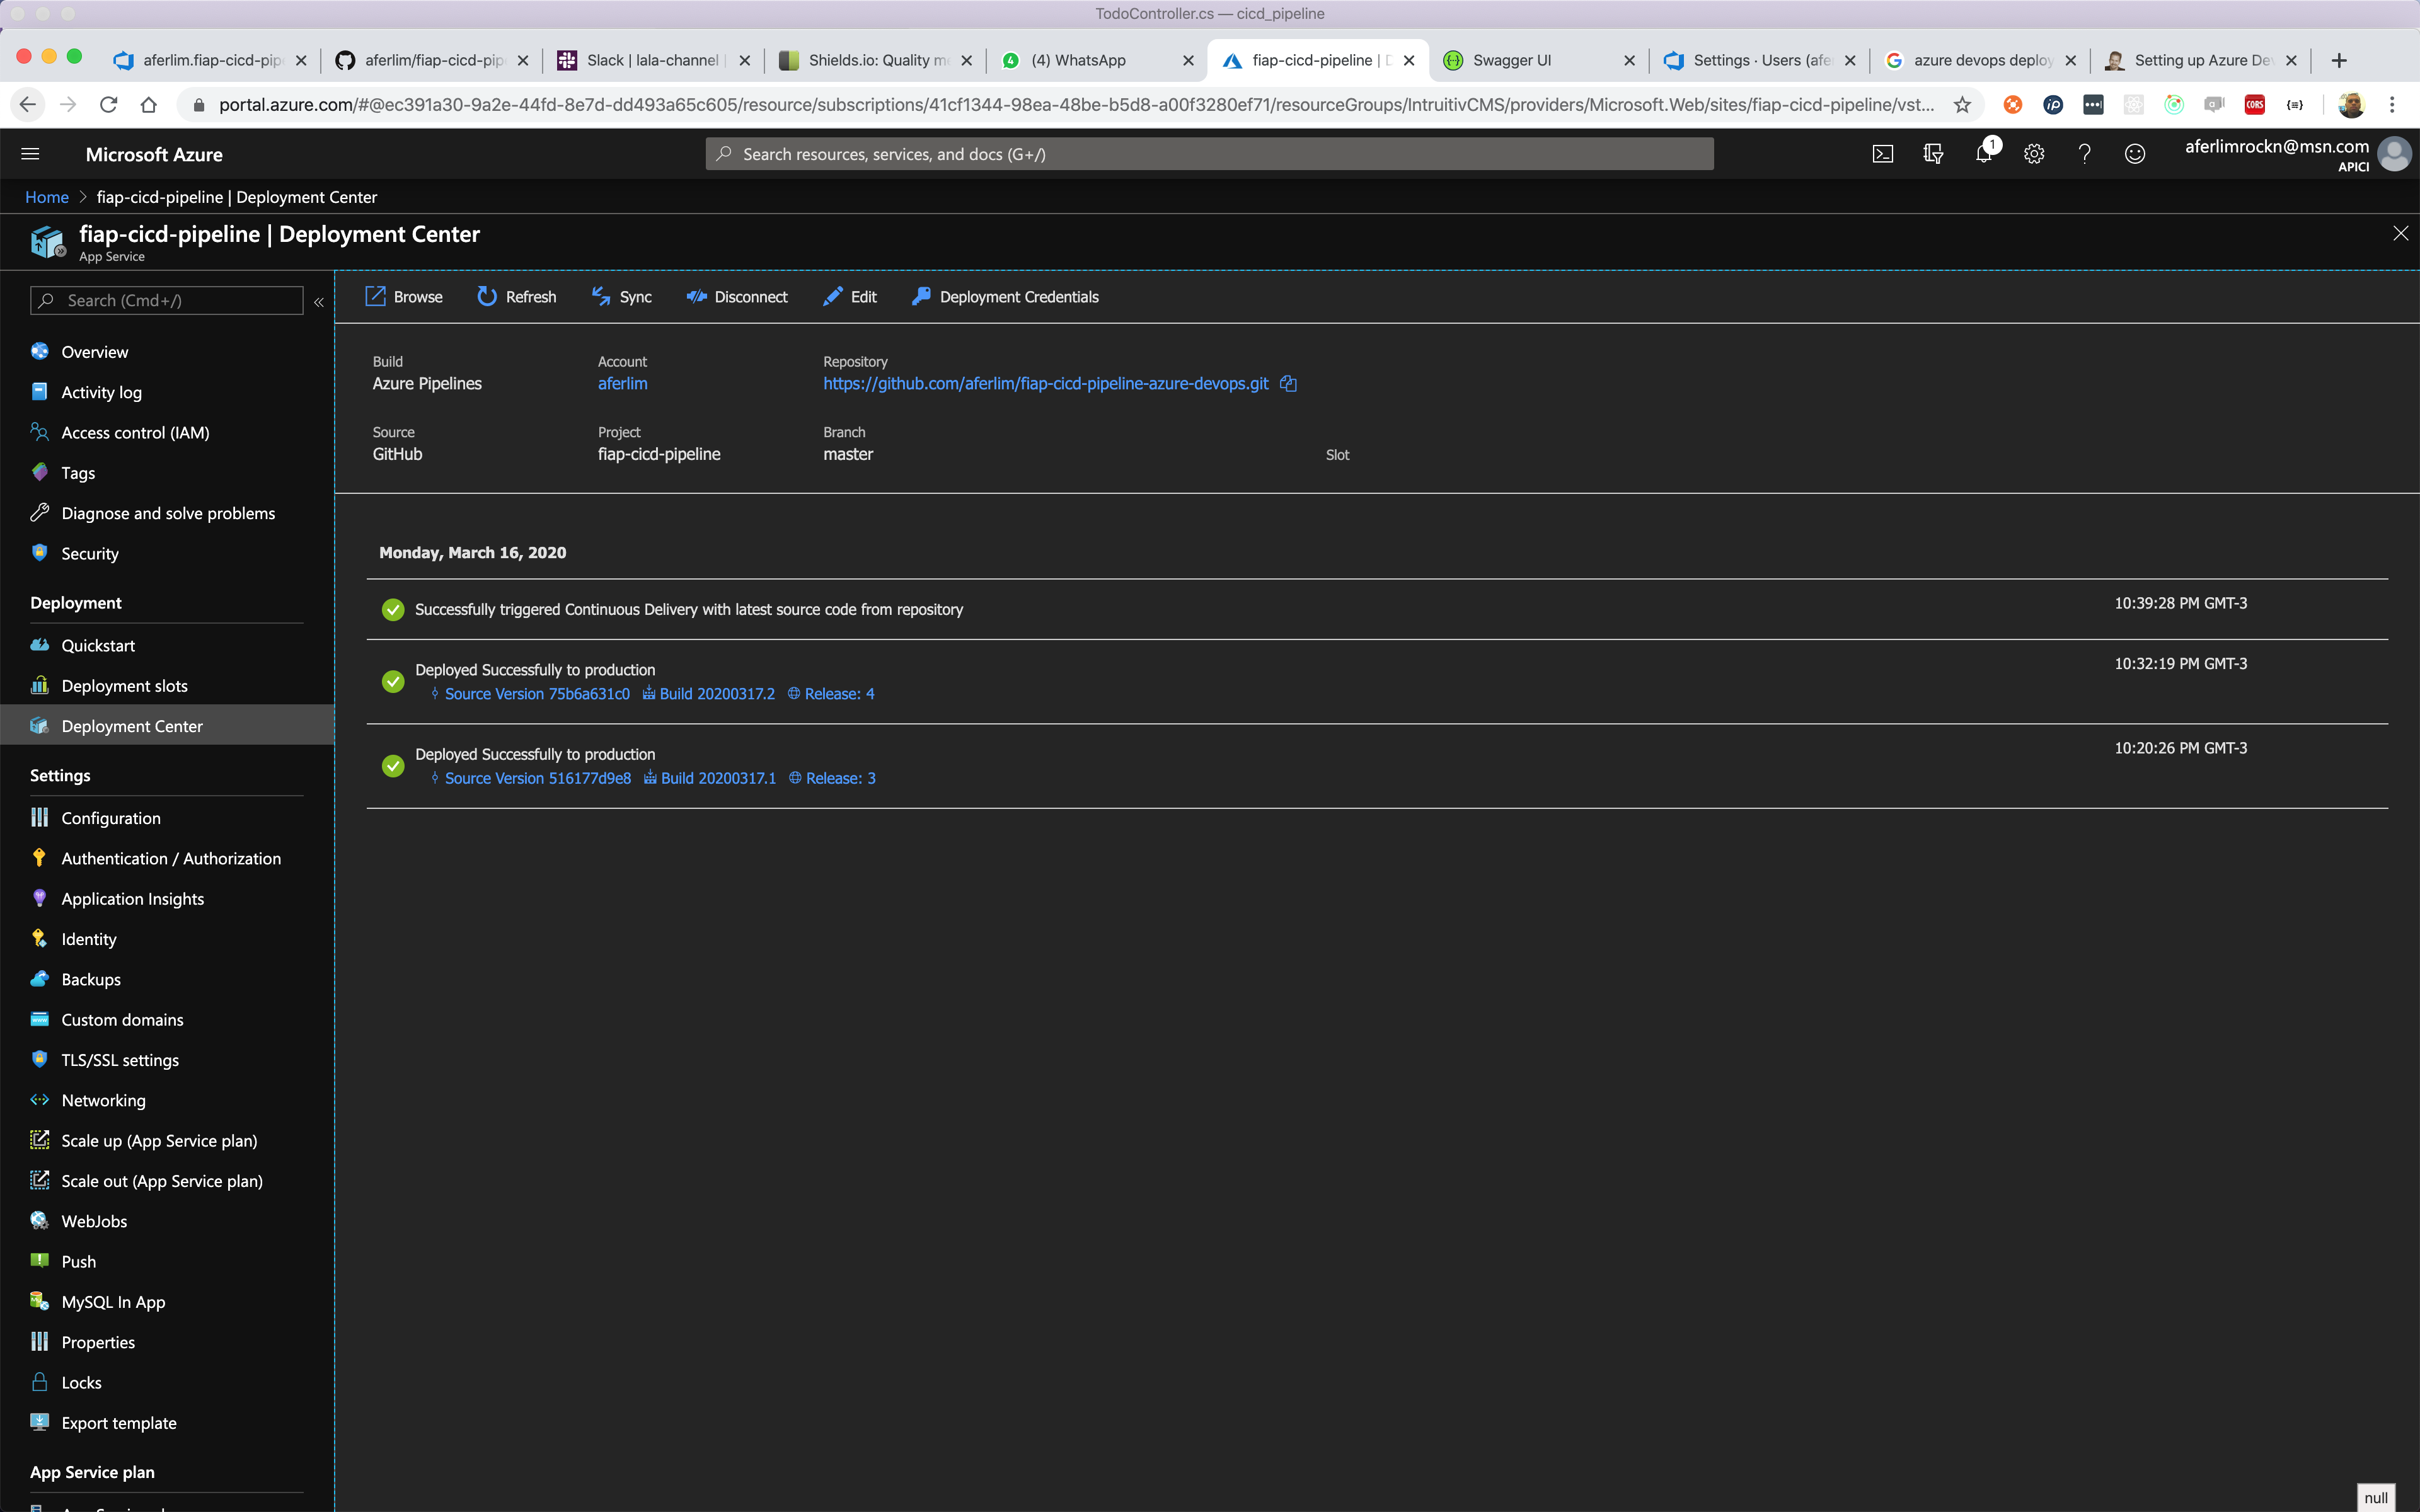 TodoController.cs — cicd_pipeline
aferlim.fiap-cicd-pip
aferlim/fiap-cicd-pip
Slack | lala-channel
Shields.io: Quality m
(4) WhatsApp
fiap-cicd-pipeline |
Swagger UI
Settings · Users (afe
azure devops deploy
Setting up Azure De
portal.azure.com/#@ec391a30-9a2e-44fd-8e7d-dd493a65c605/resource/subscriptions/41cf1344-98ea-48be-b5d8-a00f3280ef71/resourceGroups/IntruitivCMS/providers/Microsoft.Web/sites/fiap-cicd-pipeline/vst...
CORS
Microsoft Azure
Search resources, services, and docs (G+/)
1
aferlimrockn@msn.com
APICI
Home > fiap-cicd-pipeline | Deployment Center
fiap-cicd-pipeline | Deployment Center
App Service
Search (Cmd+/)
Overview
Activity log
Access control (IAM)
Tags
Diagnose and solve problems
Security
Deployment
Quickstart
Deployment slots
Deployment Center
Settings
Configuration
Authentication / Authorization
Application Insights
Identity
Backups
Custom domains
TLS/SSL settings
Networking
Scale up (App Service plan)
Scale out (App Service plan)
WebJobs
Push
MySQL In App
Properties
Locks
Export template
App Service plan
Browse
Refresh
Sync
Disconnect
Edit
Deployment Credentials
Build
Azure Pipelines
Account
aferlim
Repository
https://github.com/aferlim/fiap-cicd-pipeline-azure-devops.git
Source
GitHub
Project
fiap-cicd-pipeline
Branch
master
Slot
Monday, March 16, 2020
Successfully triggered Continuous Delivery with latest source code from repository
10:39:28 PM GMT-3
Deployed Successfully to production
10:32:19 PM GMT-3
Source Version 75b6a631c0 Build 20200317.2 Release: 4
Deployed Successfully to production
10:20:26 PM GMT-3
Source Version 516177d9e8 Build 20200317.1 Release: 3
null